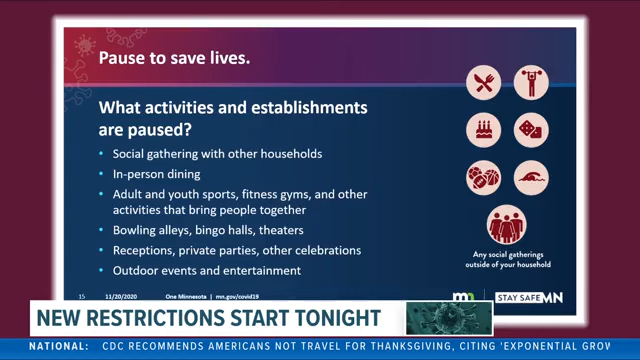 Pause to save lives.
What activities and establishments
are paused?
• Social gathering with other households
• In-person dining
• Adult and youth sports, fitness gyms, and other
activities that bring people together
• Bowling alleys, bingo halls, theaters
• Receptions, private parties, other celebrations
• Outdoor events and entertainment
Any social gatherings
outside of your household
15 11/20/2020 One Minnesota | mn.gov/covid19
mn STAY SAFE MN
NEW RESTRICTIONS START TONIGHT
NATIONAL: CDC RECOMMENDS AMERICANS NOT TRAVEL FOR THANKSGIVING, CITING 'EXPONENTIAL GROW